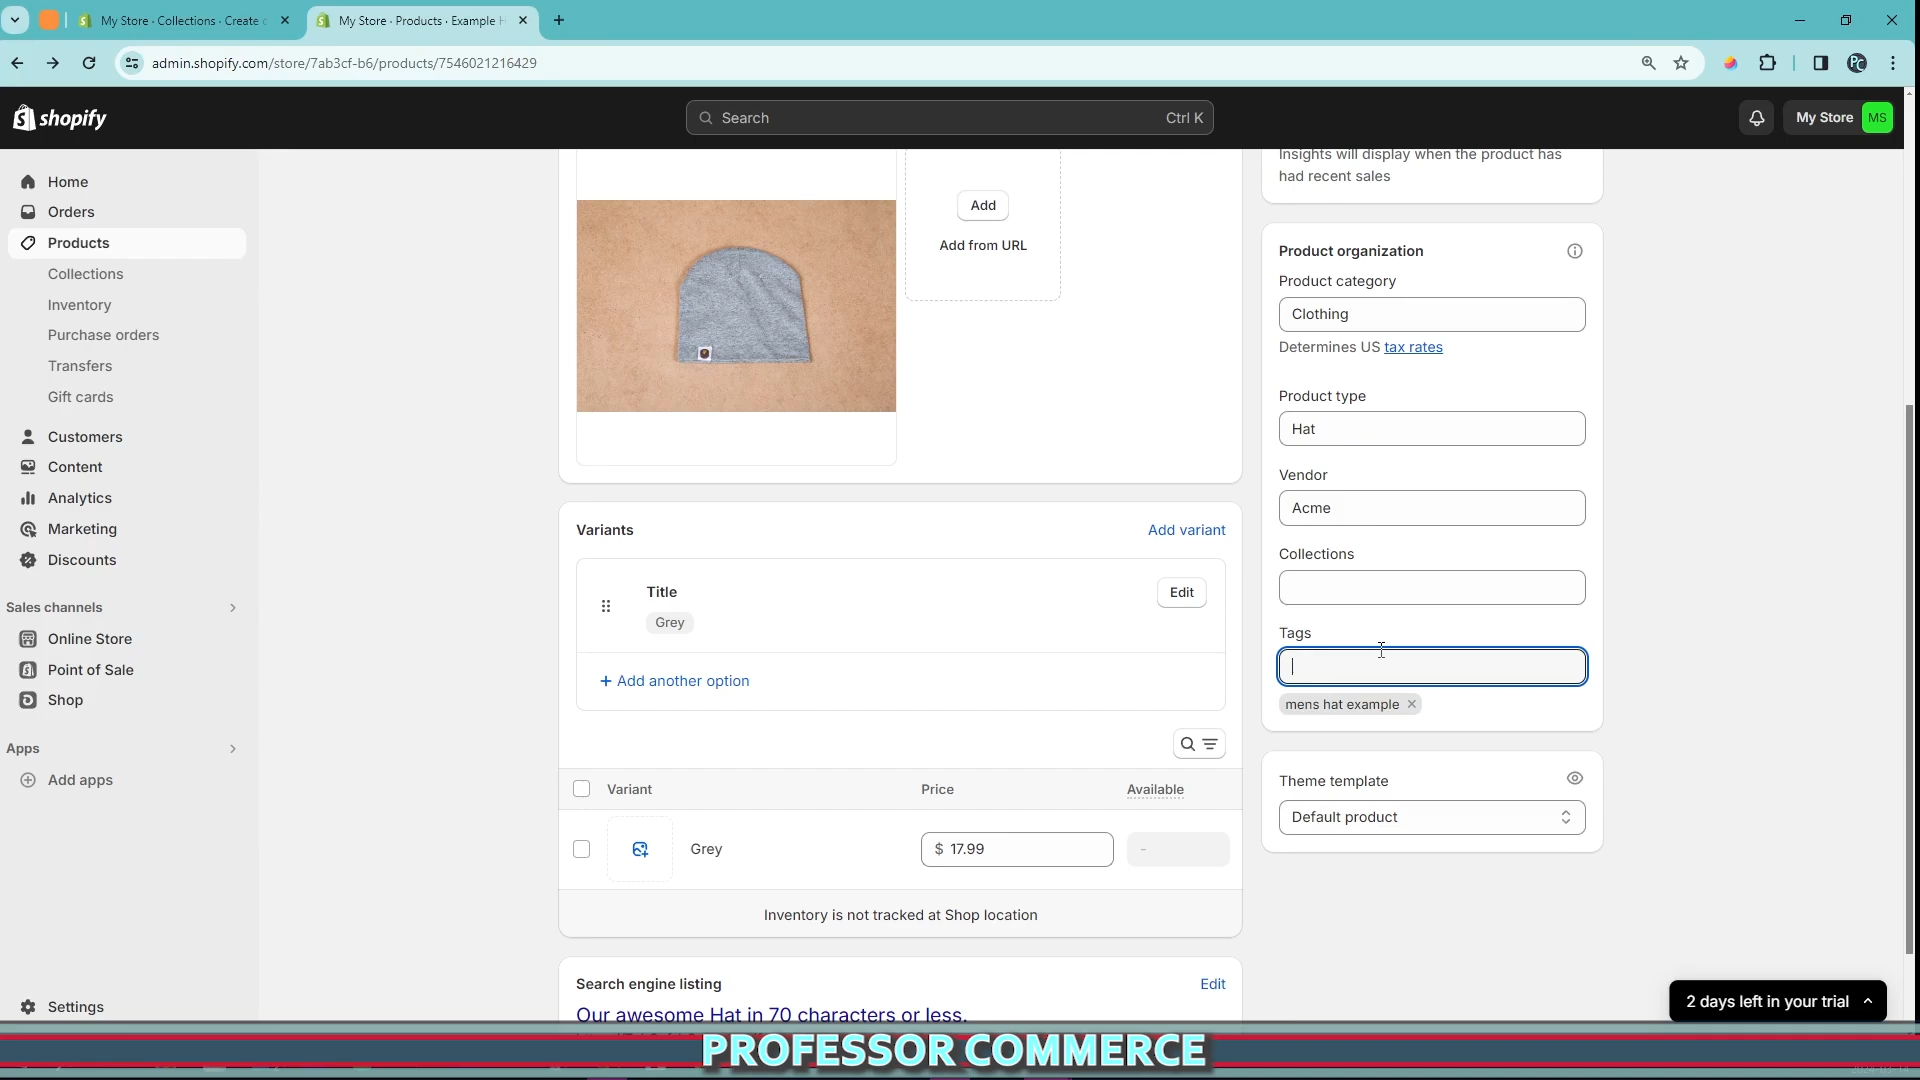 My Store · Collections · Create c
My Store · Products · Example H
admin.shopify.com/store/7ab3cf-b6/products/7546021216429
shopify
Search
Ctrl K
My Store
MS
Home
Orders
Products
Collections
Inventory
Purchase orders
Transfers
Gift cards
Customers
Content
Analytics
Marketing
Discounts
Sales channels
Online Store
Point of Sale
Shop
Apps
Add apps
Settings
Add
Add from URL
Variants
Add variant
Title
Edit
Grey
+ Add another option
Variant
Price
Available
Grey
$ 17.99
-
Inventory is not tracked at Shop location
Search engine listing
Edit
Our awesome Hat in 70 characters or less.
Insights will display when the product has
had recent sales
Product organization
Product category
Clothing
Determines US tax rates
Product type
Hat
Vendor
Acme
Collections
Tags
mens hat example
Theme template
Default product
2 days left in your trial
PROFESSOR COMMERCE